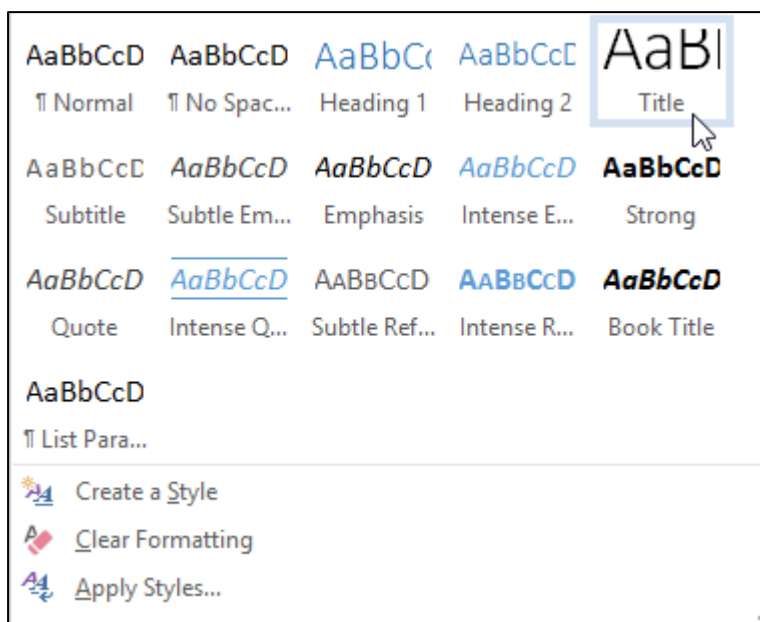 AaBbCcD AaBbCcD AaBbC( AaBbCcD AaB
¶ Normal ¶ No Spac... Heading 1 Heading 2 Title
AaBbCcD AaBbCcD AaBbCcD AaBbCcD AaBbCcD
Subtitle Subtle Em... Emphasis Intense E... Strong
AaBbCcD AaBbCcD AaBbCcD AaBbCcD AaBbCcD
Quote Intense Q... Subtle Ref... Intense R... Book Title
AaBbCcD
¶ List Para...
Create a Style
Clear Formatting
Apply Styles...